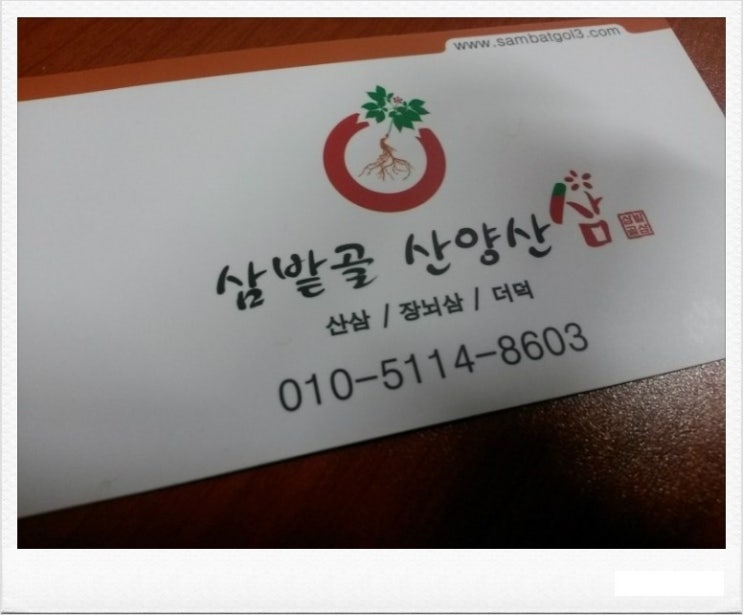 www.sambatgol3.com
삼밭골 산양산삼
산삼 / 장뇌삼 / 더덕
010-5114-8603